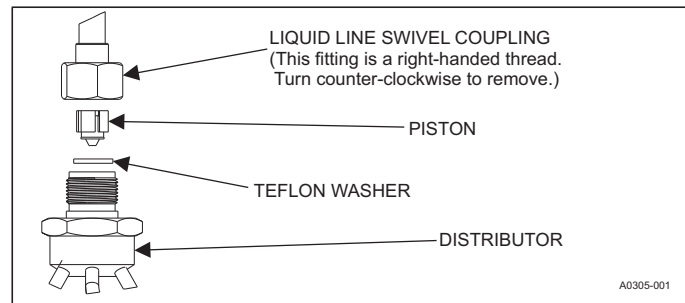 LIQUID LINE SWIVEL COUPLING
(This fitting is a right-handed thread.
Turn counter-clockwise to remove.)
PISTON
TEFLON WASHER
DISTRIBUTOR
A0305-001